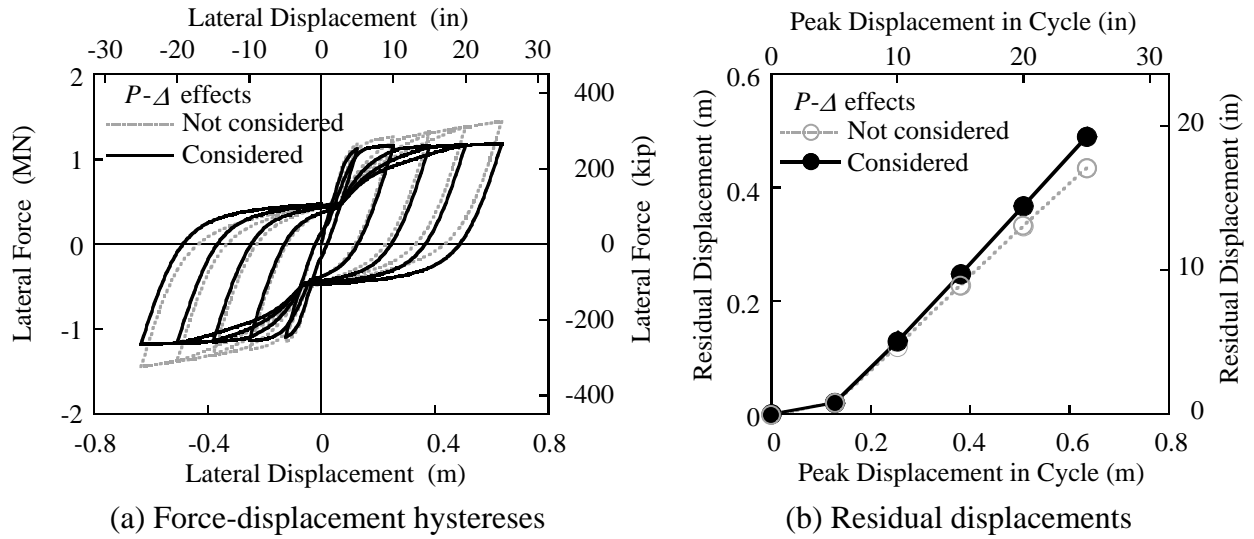 Lateral Displacement (in)
-30 -20 -10 0 10 20 30
2
1
0
-1
-2
Lateral Force (MN)
P-Δ effects
Not considered
Considered
400
200
0
-200
-400
Lateral Force (kip)
-0.8 -0.4 0 0.4 0.8
Lateral Displacement (m)
(a) Force-displacement hystereses
Peak Displacement in Cycle (in)
0 5 10 15 20 25 30
0.6
0.4
0.2
0
Residual Displacement (m)
P-Δ effects
Not considered
Considered
20
10
0
Residual Displacement (in)
0 0.2 0.4 0.6 0.8
Peak Displacement in Cycle (m)
(b) Residual displacements